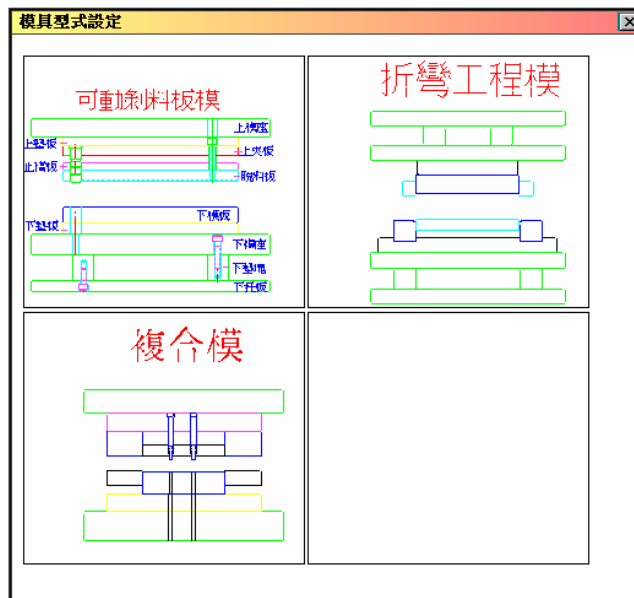 模具型式設定
可動剝料板模
上模座
上墊板
上夾板
止擋板
脫料板
下模板
下墊板
下模座
下墊塊
下托板
折彎工程模
複合模